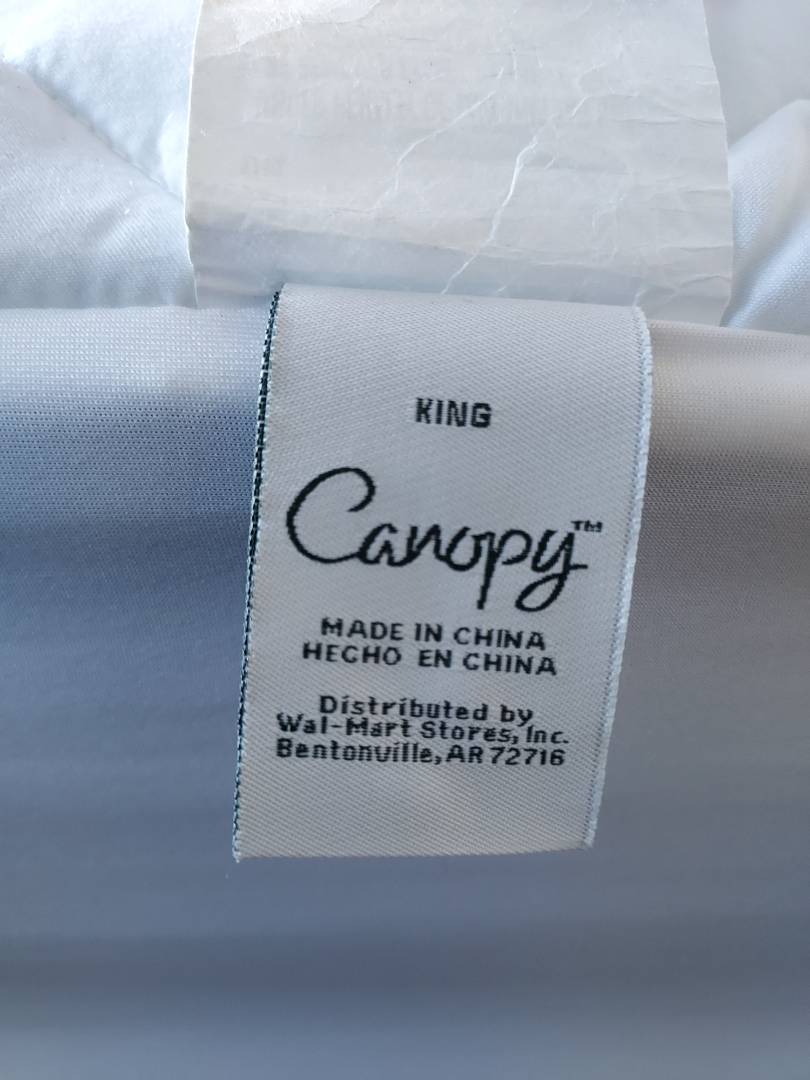 KING
Canopy™
MADE IN CHINA
HECHO EN CHINA
Distributed by
Wal-Mart Stores, Inc.
Bentonville, AR 72716